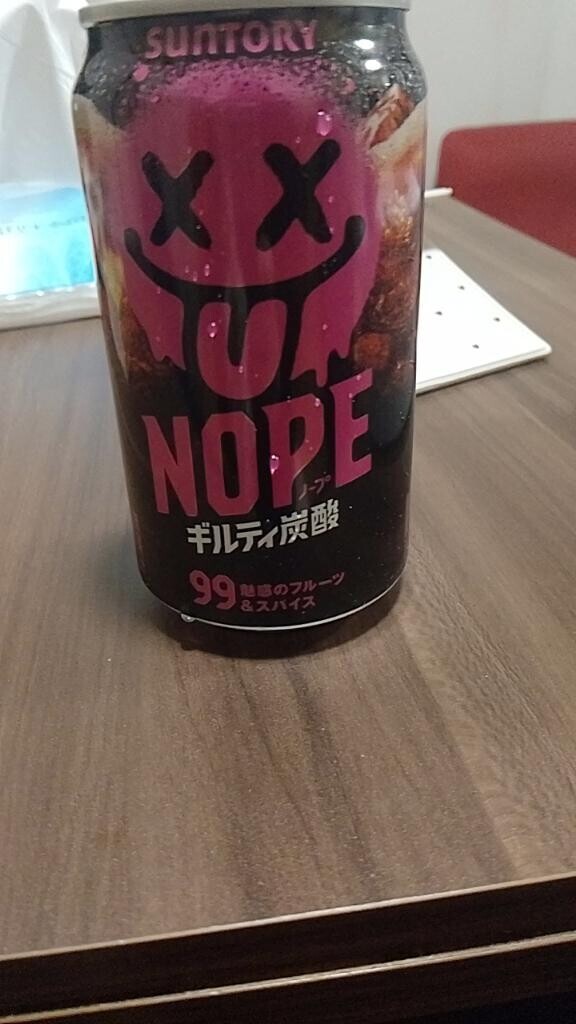 SUNTORY
NOPE
ノープ
ギルティ炭酸
99 魅惑のフルーツ
&スパイス